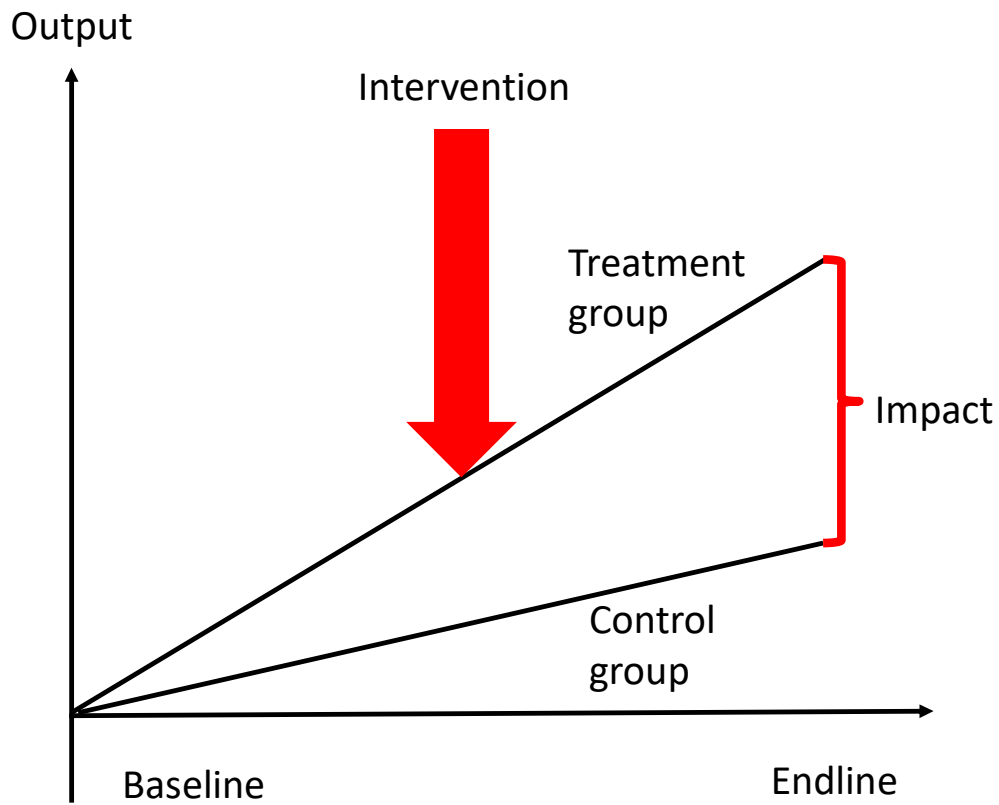 Output
Intervention
Treatment
group
Impact
Control
group
Baseline
Endline